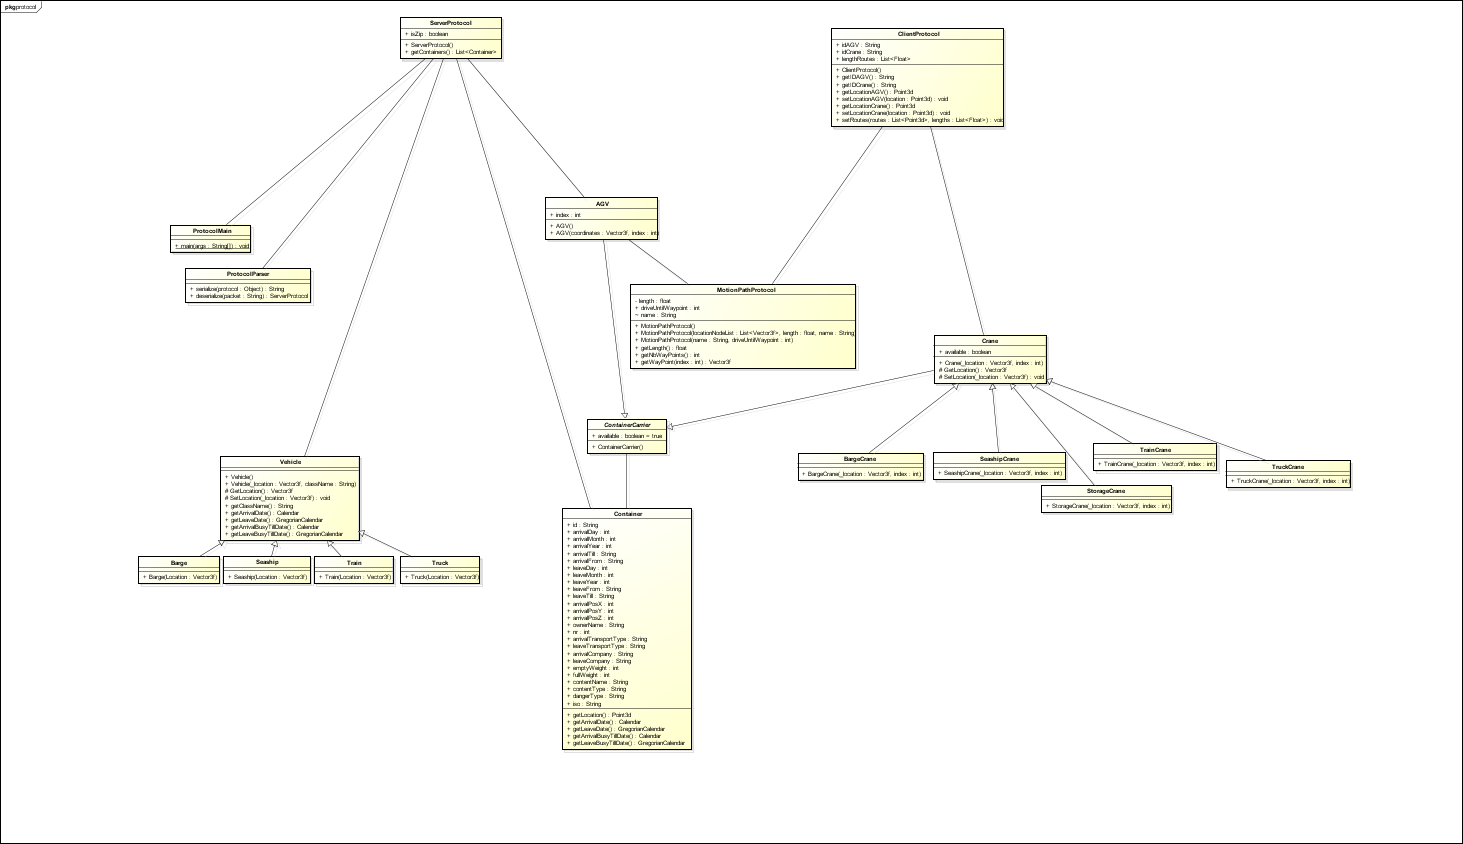 pkg protocol
ServerProtocol
+ isZip : boolean
+ ServerProtocol()
+ getContainers() : List<Container>
ClientProtocol
+ idAGV : String
+ idCrane : String
+ lengthRoutes : List<Float>
+ ClientProtocol()
+ getIDAGV() : String
+ getIDCrane() : String
+ getLocationAGV() : Point3d
+ setLocationAGV(location : Point3d) : void
+ getLocationCrane() : Point3d
+ setLocationCrane(location : Point3d) : void
+ setRoutes(routes : List<Point3d>, lengths : List<Float>) : void
AGV
+ index : int
+ AGV()
+ AGV(coordinates : Vector3f, index : int)
ProtocolMain
+ main(args : String[]) : void
ProtocolParser
+ serialize(protocol : Object) : String
+ deserialize(packet : String) : ServerProtocol
MotionPathProtocol
- length : float
+ driveUntilWaypoint : int
~ name : String
+ MotionPathProtocol()
+ MotionPathProtocol(locationNodeList : List<Vector3f>, length : float, name : String
+ MotionPathProtocol(name : String, driveUntilWaypoint : int)
+ getLength() : float
+ getNbWayPoints() : int
+ getWayPoint(index : int) : Vector3f
Crane
+ available : boolean
+ Crane(_location : Vector3f, index : int)
# GetLocation() : Vector3f
# SetLocation(_location : Vector3f) : void
ContainerCarrier
+ available : boolean = true
+ ContainerCarrier()
BargeCrane
+ BargeCrane(_location : Vector3f, index : int)
SeashipCrane
+ SeashipCrane(_location : Vector3f, index : int)
TrainCrane
+ TrainCrane(_location : Vector3f, index : int)
TruckCrane
+ TruckCrane(_location : Vector3f, index : int)
StorageCrane
+ StorageCrane(_location : Vector3f, index : int)
Vehicle
+ Vehicle()
+ Vehicle(_location : Vector3f, className : String)
# GetLocation() : Vector3f
# SetLocation(_location : Vector3f) : void
+ getClassName() : String
+ getArrivalDate() : Calendar
+ getLeaveDate() : GregorianCalendar
+ getArrivalBusyTillDate() : Calendar
+ getLeaveBusyTillDate() : GregorianCalendar
Barge
+ Barge(Location : Vector3f)
Seaship
+ Seaship(Location : Vector3f)
Train
+ Train(Location : Vector3f)
Truck
+ Truck(Location : Vector3f)
Container
+ id : String
+ arrivalDay : int
+ arrivalMonth : int
+ arrivalYear : int
+ arrivalTill : String
+ arrivalFrom : String
+ leaveDay : int
+ leaveMonth : int
+ leaveYear : int
+ leaveFrom : String
+ leaveTill : String
+ arrivalPosX : int
+ arrivalPosY : int
+ arrivalPosZ : int
+ ownerName : String
+ nr : int
+ arrivalTransportType : String
+ leaveTransportType : String
+ arrivalCompany : String
+ leaveCompany : String
+ emptyWeight : int
+ fullWeight : int
+ contentName : String
+ contentType : String
+ dangerType : String
+ iso : String
+ getLocation() : Point3d
+ getArrivalDate() : Calendar
+ getLeaveDate() : GregorianCalendar
+ getArrivalBusyTillDate() : Calendar
+ getLeaveBusyTillDate() : GregorianCalendar